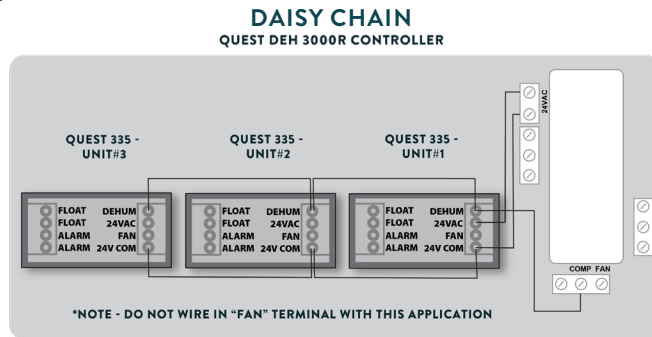 DAISY CHAIN
QUEST DEH 3000R CONTROLLER
24VAC
QUEST 335 -
UNIT#3
QUEST 335 -
UNIT#2
QUEST 335 -
UNIT#1
FLOAT DEHUM
FLOAT 24VAC
ALARM FAN
ALARM 24V COM
FLOAT DEHUM
FLOAT 24VAC
ALARM FAN
ALARM 24V COM
FLOAT DEHUM
FLOAT 24VAC
ALARM FAN
ALARM 24V COM
COMP FAN
*NOTE - DO NOT WIRE IN “FAN” TERMINAL WITH THIS APPLICATION